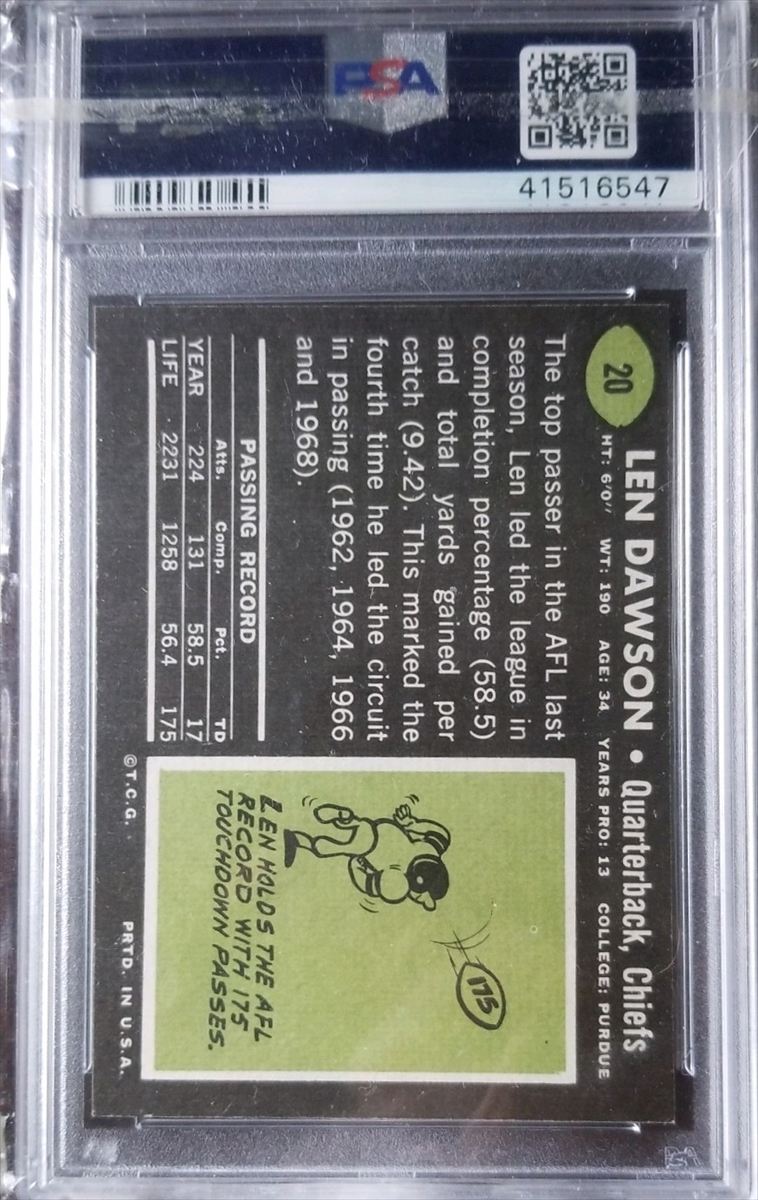 PSA
41516547
20
LEN DAWSON • Quarterback, Chiefs
HT: 6'0" WT: 190 AGE: 34 YEARS PRO: 13 COLLEGE: PURDUE
The top passer in the AFL last
season, Len led the league in
completion percentage (58.5)
and total yards gained per
catch (9.42). This marked the
fourth time he led the circuit
in passing (1962, 1964, 1966
and 1968).
PASSING RECORD
Atts. Comp. Pct. TD
YEAR 224 131 58.5 17
LIFE 2231 1258 56.4 175
175
LEN HOLDS THE AFL
RECORD WITH 175
TOUCHDOWN PASSES.
©T.C.G. PRTD. IN U.S.A.